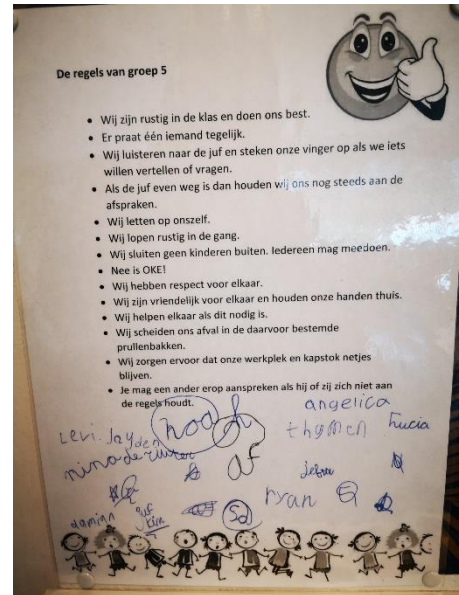 De regels van groep 5
• Wij zijn rustig in de klas en doen ons best.
• Er praat één iemand tegelijk.
• Wij luisteren naar de juf en steken onze vinger op als we iets
willen vertellen of vragen.
• Als de juf even weg is dan houden wij ons nog steeds aan de
afspraken.
• Wij letten op onszelf.
• Wij lopen rustig in de gang.
• Wij sluiten geen kinderen buiten. Iedereen mag meedoen.
• Nee is OKE!
• Wij hebben respect voor elkaar.
• Wij zijn vriendelijk voor elkaar en houden onze handen thuis.
• Wij helpen elkaar als dit nodig is.
• Wij scheiden ons afval in de daarvoor bestemde
prullenbakken.
• Wij zorgen ervoor dat onze werkplek en kapstok netjes
blijven.
• Je mag een ander erop aanspreken als hij of zij zich niet aan
de regels houdt.
angelica
Levi. Jayden
thymen
nino de ruiter
ryan
damian
juf
kim